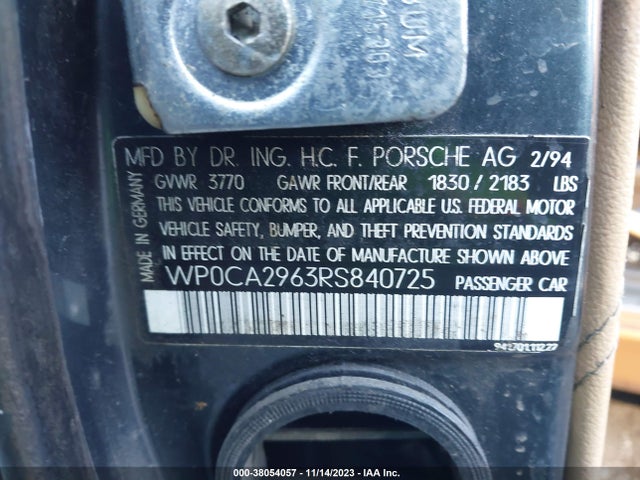 BUM
MFD BY DR. ING. H.C. F. PORSCHE AG 2/94
GVWR 3770 GAWR FRONT/REAR 1830 / 2183 LBS
THIS VEHICLE CONFORMS TO ALL APPLICABLE U.S. FEDERAL MOTOR
VEHICLE SAFETY, BUMPER, AND THEFT PREVENTION STANDARDS
IN EFFECT ON THE DATE OF MANUFACTURE SHOWN ABOVE
WP0CA2963RS840725 PASSENGER CAR
MADE IN GERMANY
000-38054057 - 11/14/2023 - IAA Inc.